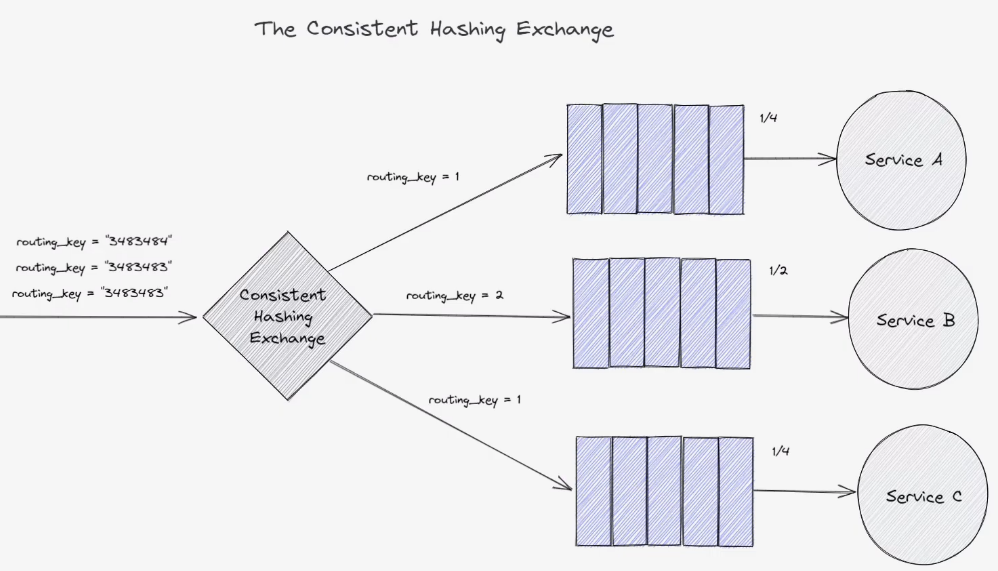 The Consistent Hashing Exchange
1/4
Service A
routing_key = 1
routing_key = "3483484"
routing_key = "3483483"
routing_key = "3483483"
Consistent
Hashing
Exchange
routing_key = 2
1/2
Service B
routing_key = 1
1/4
Service C